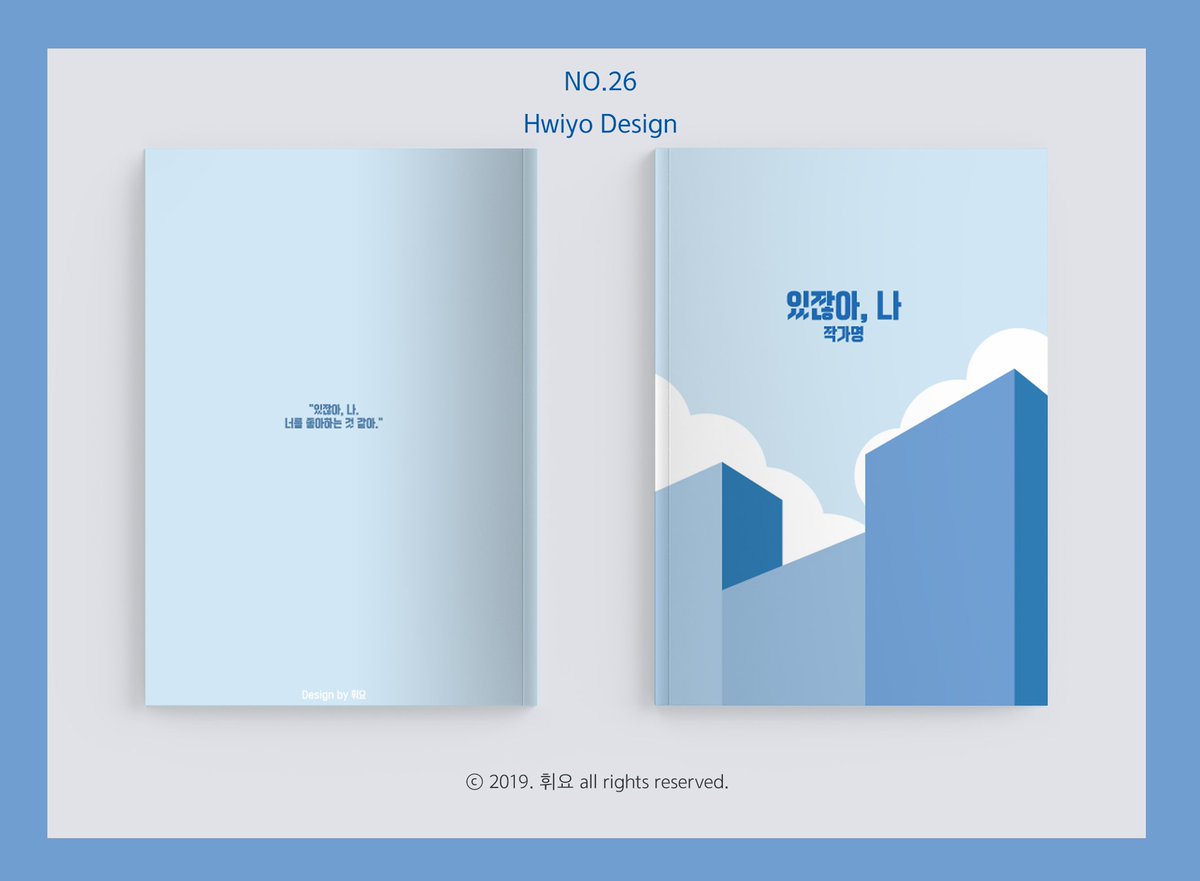 NO.26
Hwiyo Design
"있잖아, 나.
너를 좋아하는 것 같아."
Design by 휘요
있잖아, 나
작가명
ⓒ 2019. 휘요 all rights reserved.